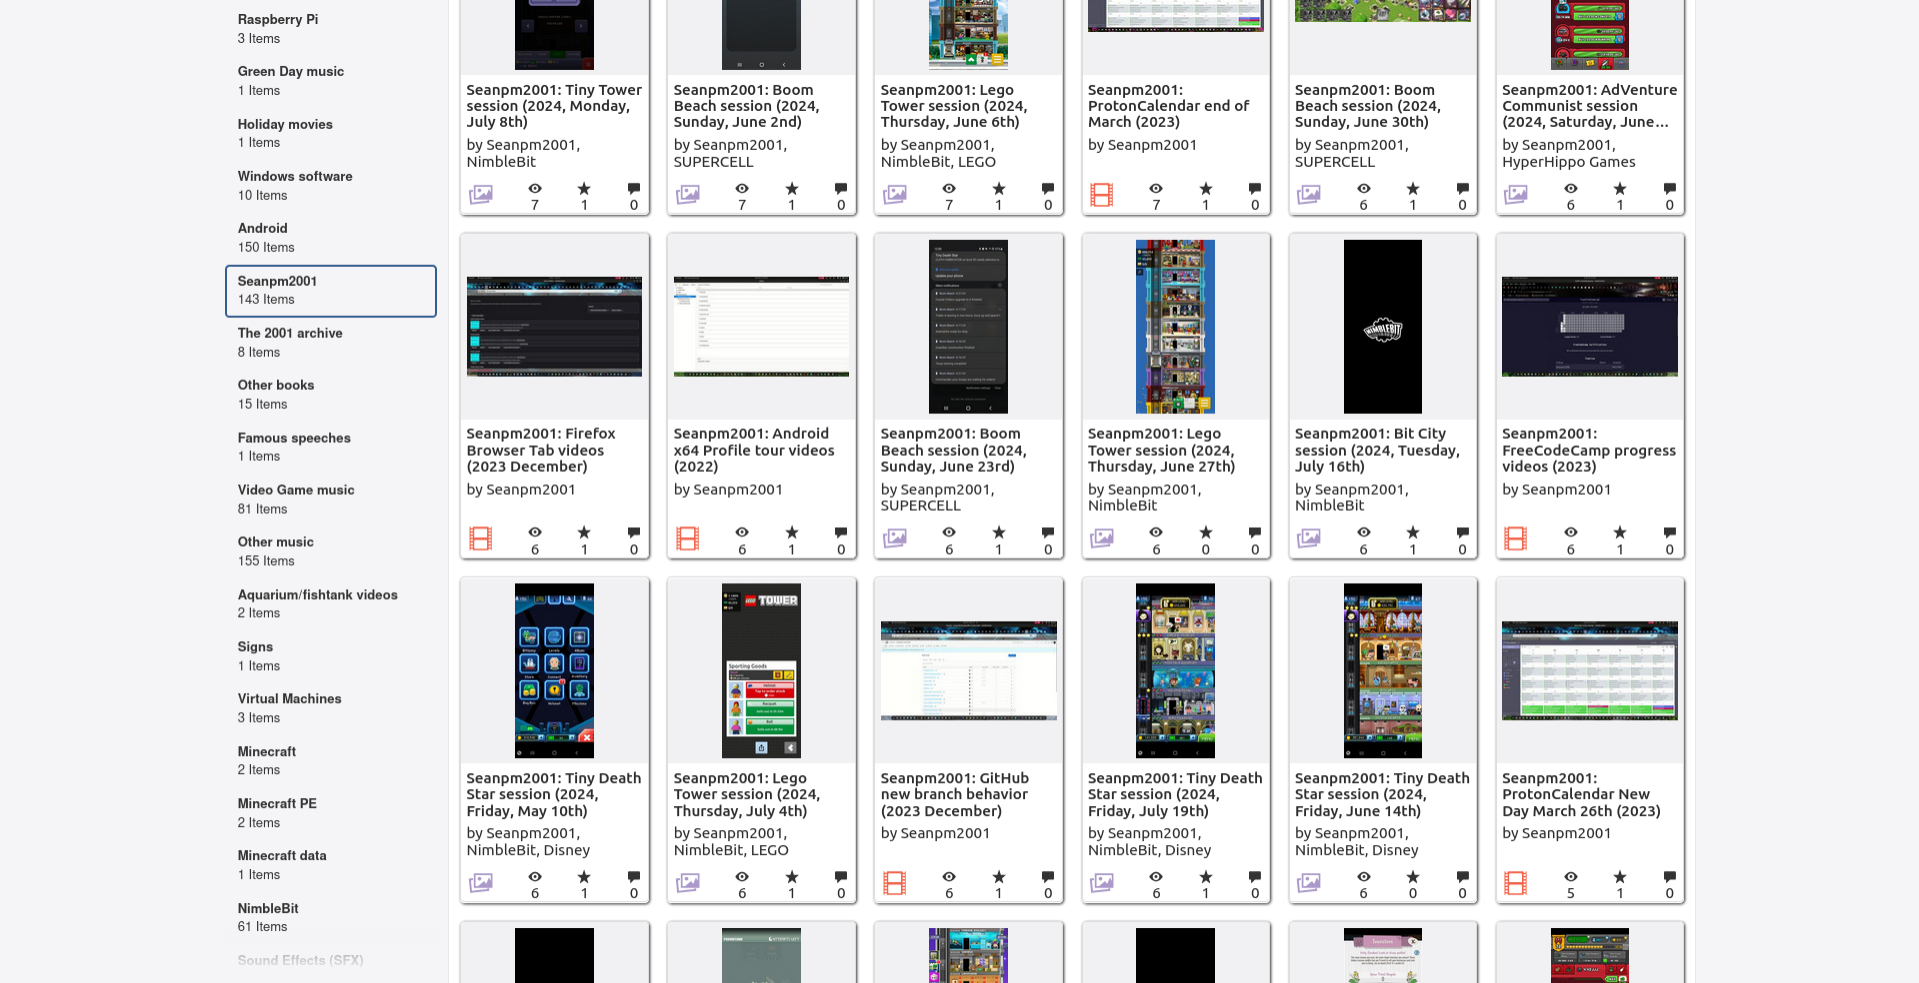 Raspberry Pi
3 Items
Green Day music
1 Items
Holiday movies
1 Items
Windows software
10 Items
Android
150 Items
Seanpm2001
143 Items
The 2001 archive
8 Items
Other books
15 Items
Famous speeches
1 Items
Video Game music
81 Items
Other music
155 Items
Aquarium/fishtank videos
2 Items
Signs
1 Items
Virtual Machines
3 Items
Minecraft
2 Items
Minecraft PE
2 Items
Minecraft data
1 Items
NimbleBit
61 Items
Sound Effects (SFX)
Seanpm2001: Tiny Tower
session (2024, Monday,
July 8th)
by Seanpm2001,
NimbleBit
7 1 0
Seanpm2001: Boom
Beach session (2024,
Sunday, June 2nd)
by Seanpm2001,
SUPERCELL
7 1 0
Seanpm2001: Lego
Tower session (2024,
Thursday, June 6th)
by Seanpm2001,
NimbleBit, LEGO
7 1 0
Seanpm2001:
ProtonCalendar end of
March (2023)
by Seanpm2001
7 1 0
Seanpm2001: Boom
Beach session (2024,
Sunday, June 30th)
by Seanpm2001,
SUPERCELL
6 1 0
Seanpm2001: AdVenture
Communist session
(2024, Saturday, June...
by Seanpm2001,
HyperHippo Games
6 1 0
Seanpm2001: Firefox
Browser Tab videos
(2023 December)
by Seanpm2001
6 1 0
Seanpm2001: Android
x64 Profile tour videos
(2022)
by Seanpm2001
6 1 0
Seanpm2001: Boom
Beach session (2024,
Sunday, June 23rd)
by Seanpm2001,
SUPERCELL
6 1 0
Seanpm2001: Lego
Tower session (2024,
Thursday, June 27th)
by Seanpm2001,
NimbleBit
6 0 0
NIMBLEBIT
Seanpm2001: Bit City
session (2024, Tuesday,
July 16th)
by Seanpm2001,
NimbleBit
6 1 0
Seanpm2001:
FreeCodeCamp progress
videos (2023)
by Seanpm2001
6 1 0
Seanpm2001: Tiny Death
Star session (2024,
Friday, May 10th)
by Seanpm2001,
NimbleBit, Disney
6 1 0
LEGO TOWER
Sporting Goods
Seanpm2001: Lego
Tower session (2024,
Thursday, July 4th)
by Seanpm2001,
NimbleBit, LEGO
6 1 0
Seanpm2001: GitHub
new branch behavior
(2023 December)
by Seanpm2001
6 1 0
Seanpm2001: Tiny Death
Star session (2024,
Friday, July 19th)
by Seanpm2001,
NimbleBit, Disney
6 1 0
Seanpm2001: Tiny Death
Star session (2024,
Friday, June 14th)
by Seanpm2001,
NimbleBit, Disney
6 0 0
Seanpm2001:
ProtonCalendar New
Day March 26th (2023)
by Seanpm2001
5 1 0